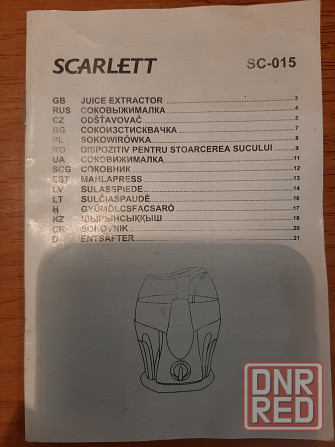 SCARLETT SC-015
GB JUICE EXTRACTOR 3
RUS СОКОВЫЖИМАЛКА 4
CZ ODŠŤAVOVAČ 5
BG СОКОИЗСТИСКВАЧКА 7
PL SOKOWIRÓWKA 8
RO DISPOZITIV PENTRU STOARCEREA SUCULUI 9
UA СОКОВИЖИМАЛКА 11
SCG СОКОВНИК 12
EST MAHLAPRESS 13
LV SULASSPIEDE 14
LT SULČIASPAUDĖ 16
H GYÜMÖLCSFACSARÓ 17
KZ ШЫРЫНСЫҚҚЫШ 18
CR SOKOVNIK 20
D ENTSAFTER 21
DNR
RED